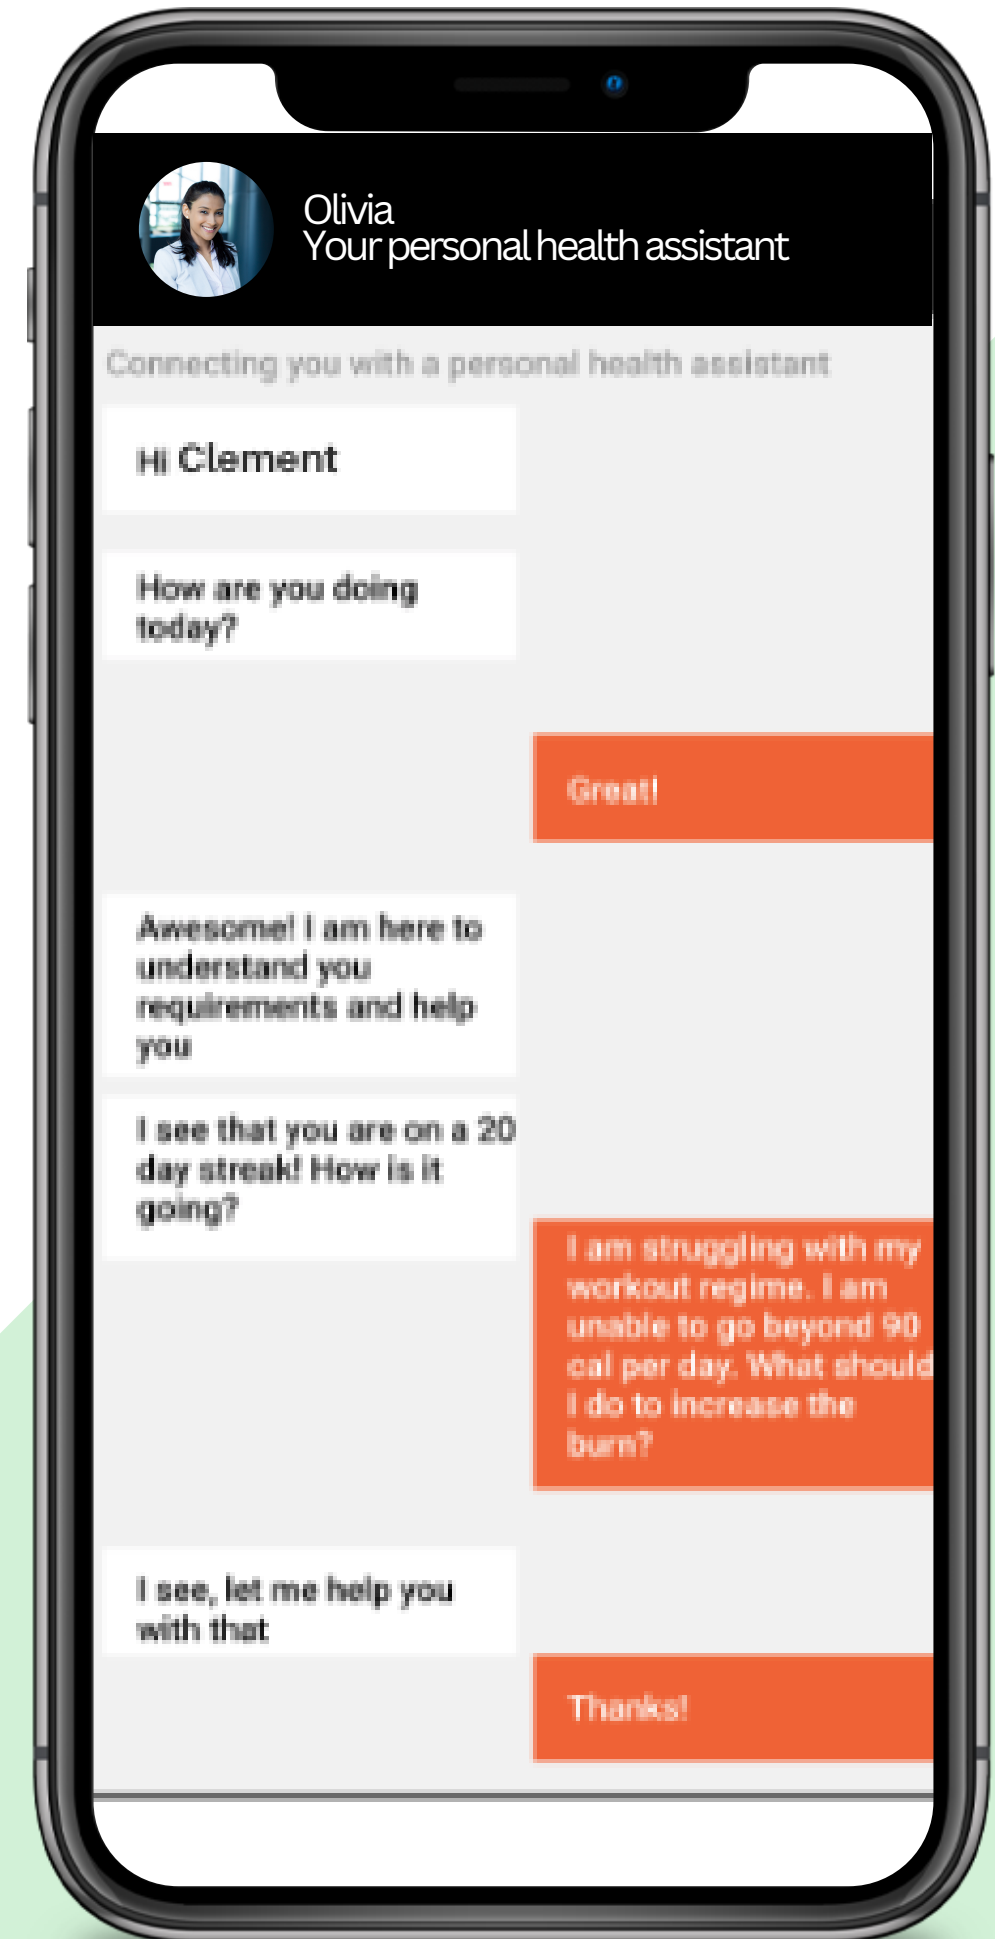 Olivia
Your personal health assistant
Connecting you with a personal health assistant
Hi Clement
How are you doing
today?
Great!
Awesome! I am here to
understand you
requirements and help
you
I see that you are on a 20
day streak! How is it
going?
I am struggling with my
workout regime. I am
unable to go beyond 90
cal per day. What should
I do to increase the
burn?
I see, let me help you
with that
Thanks!